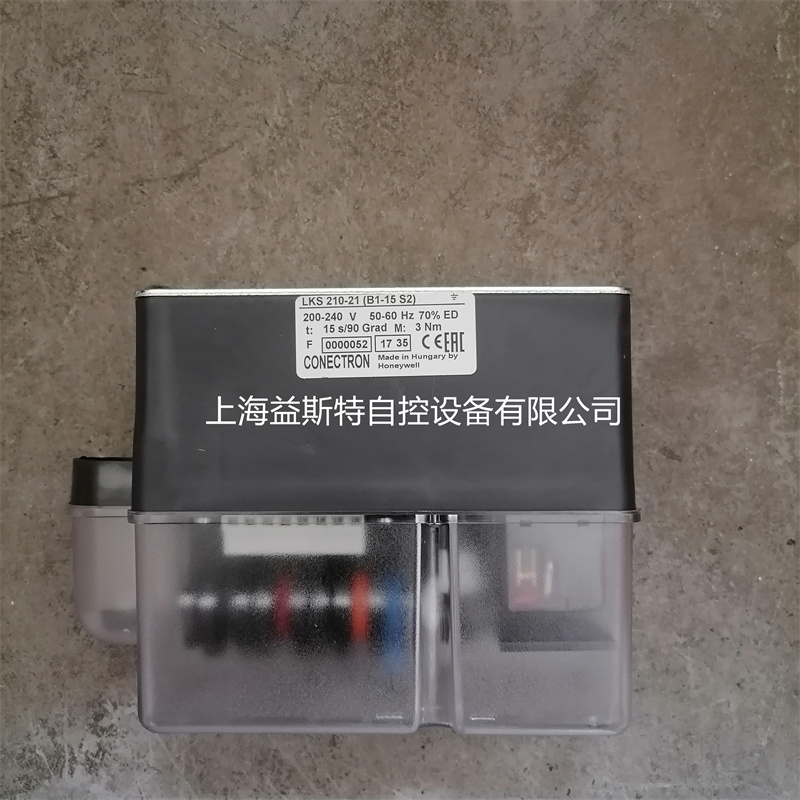 LKS 210-21 (B1-15 S2)
200-240 V 50-60 Hz 70% ED
t: 15 s/90 Grad M: 3 Nm
F 0000052 17 35 CE EAC
CONECTRON Made in Hungary by
Honeywell
上海益斯特自控设备有限公司